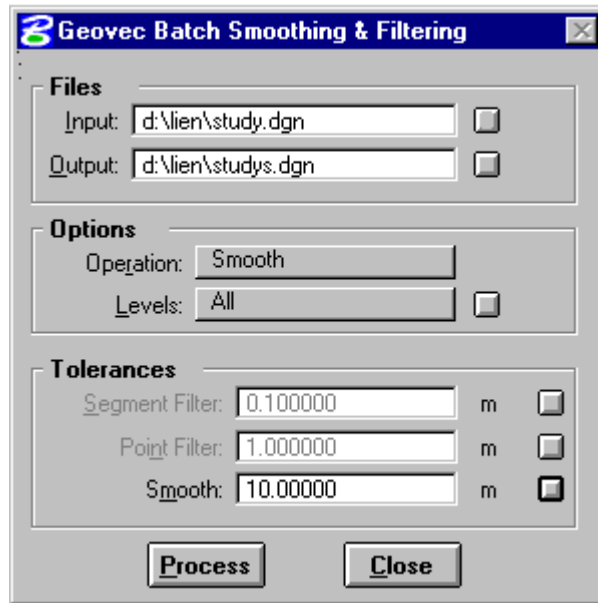 Geovec Batch Smoothing & Filtering
Files
Input: d:\lien\study.dgn
Output: d:\lien\studys.dgn
Options
Operation: Smooth
Levels: All
Tolerances
Segment Filter: 0.100000 m
Point Filter: 1.000000 m
Smooth: 10.00000 m
Process Close